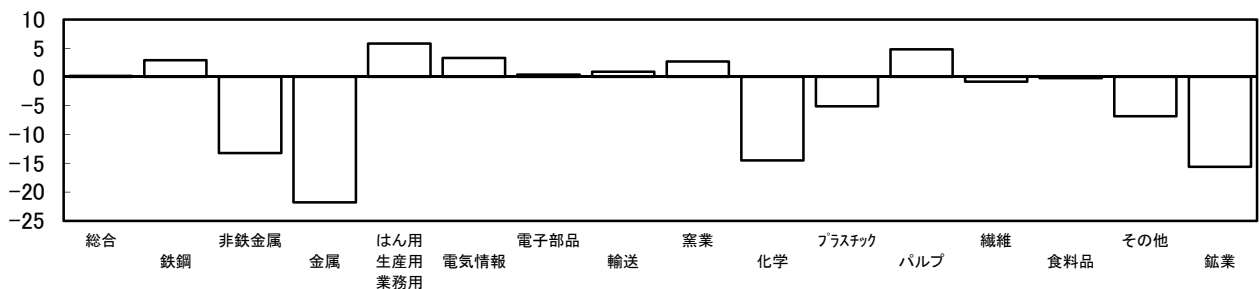 10
5
0
-5
-10
-15
-20
-25
総合
鉄鋼
非鉄金属
金属
はん用
生産用
業務用
電気情報
電子部品
輸送
窯業
化学
ﾌﾟﾗｽﾁｯｸ
パルプ
繊維
食料品
その他
鉱業